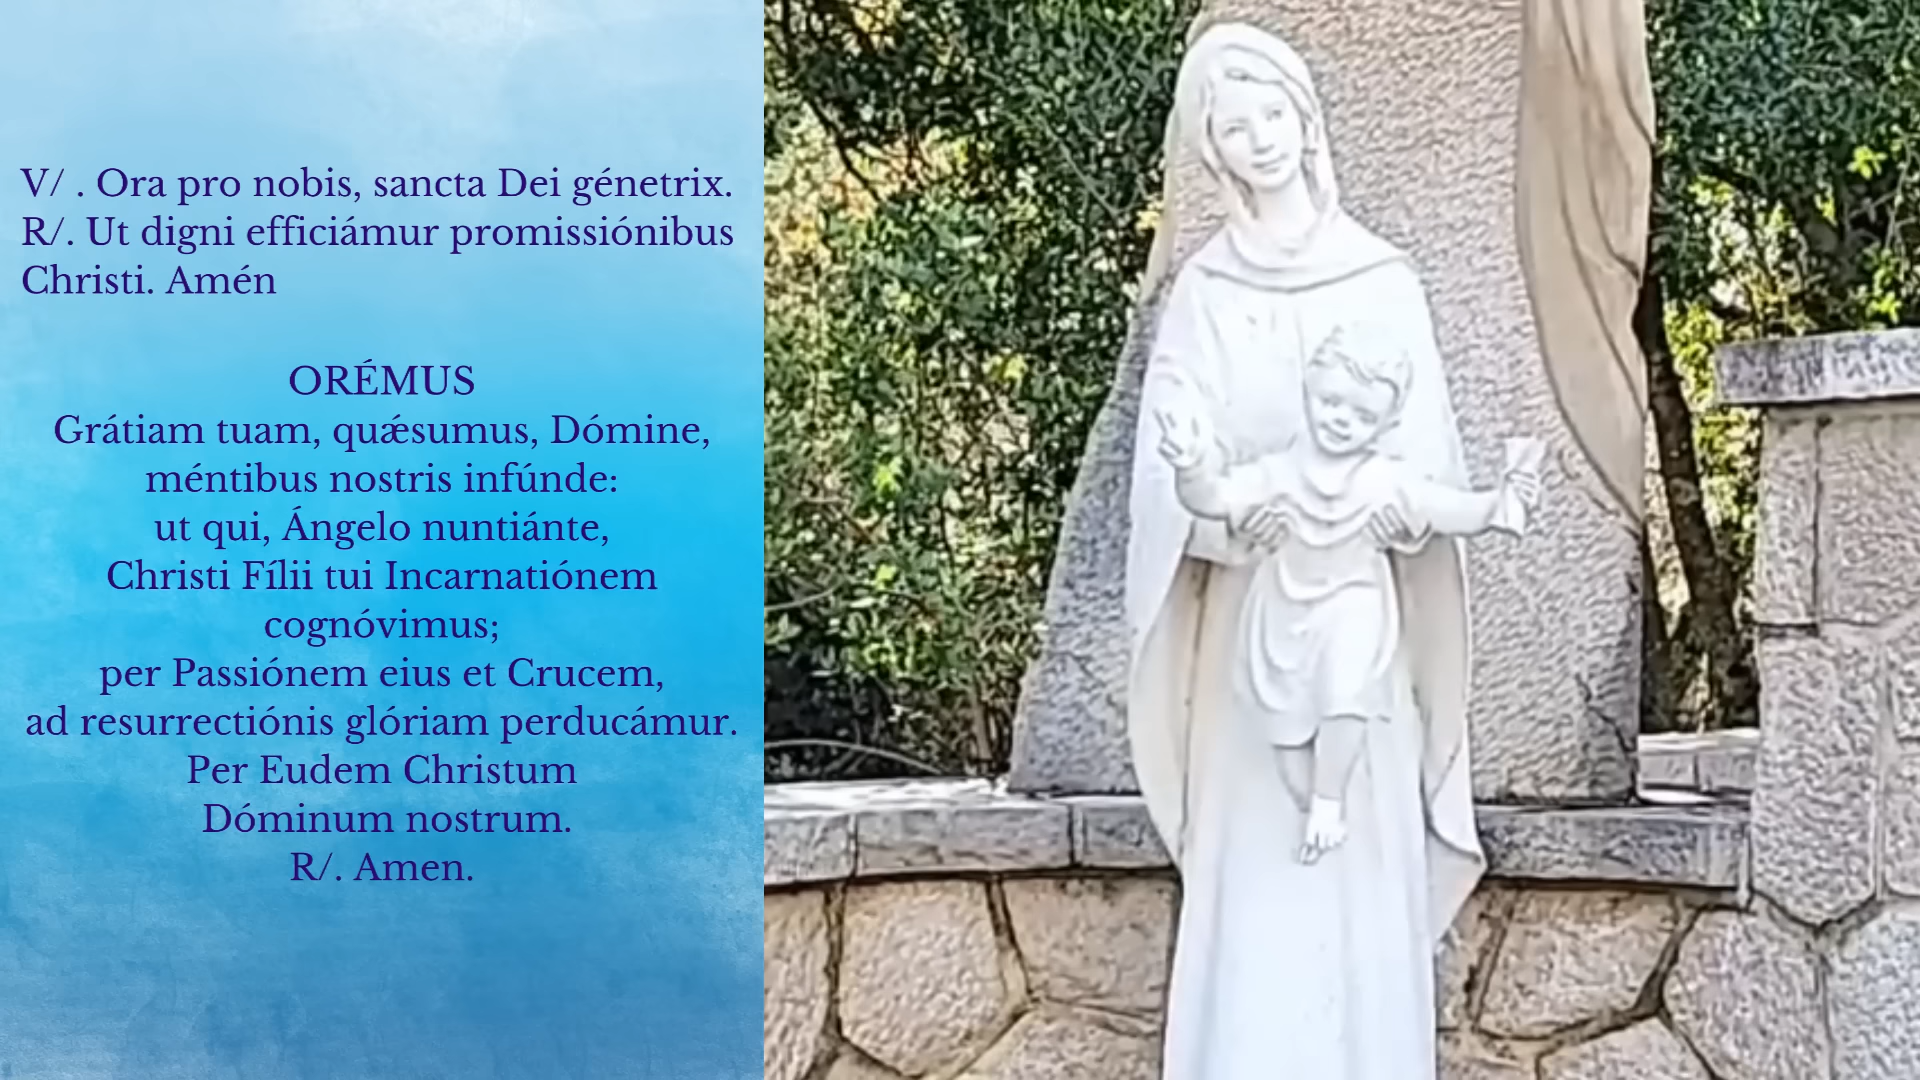 V/ . Ora pro nobis, sancta Dei génetrix.
R/. Ut digni efficiámur promissiónibus
Christi. Amén
ORÉMUS
Grátiam tuam, quǽsumus, Dómine,
méntibus nostris infúnde:
ut qui, Ángelo nuntiánte,
Christi Fílii tui Incarnatiónem
cognóvimus;
per Passiónem eius et Crucem,
ad resurrectiónis glóriam perducámur.
Per Eudem Christum
Dóminum nostrum.
R/. Amen.